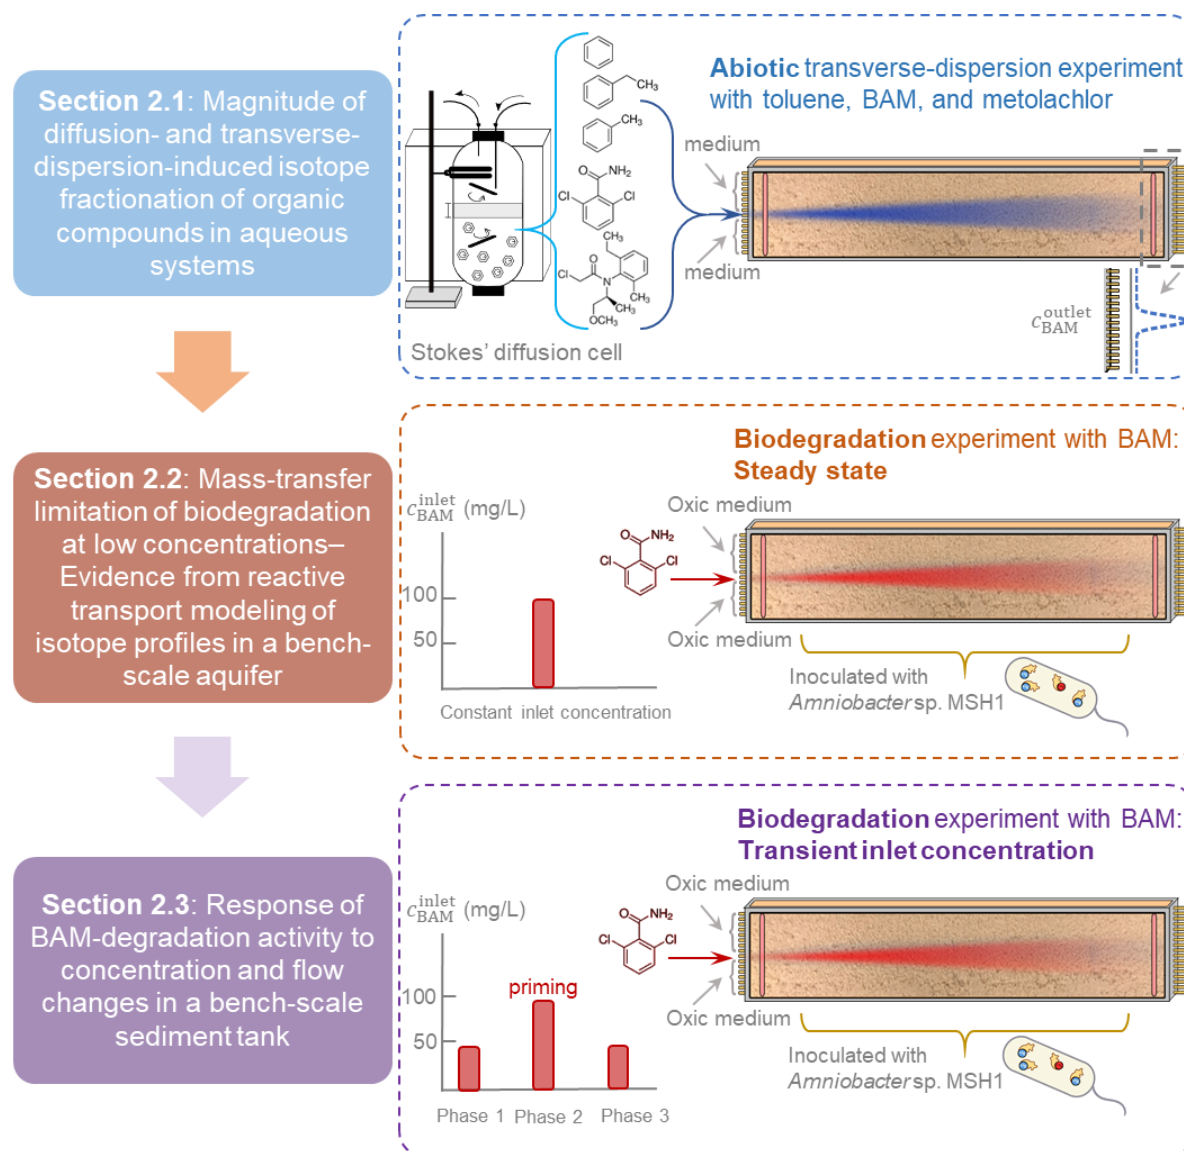 Section 2.1: Magnitude of
diffusion- and transverse-
dispersion-induced isotope
fractionation of organic
compounds in aqueous
systems
CH₃
CH₃
O
NH₂
Cl
Cl
CH₃
O
Cl
N
CH₃
CH₃
OCH₃
Stokes' diffusion cell
Abiotic transverse-dispersion experiment
with toluene, BAM, and metolachlor
medium
medium
c outlet BAM
Section 2.2: Mass-transfer
limitation of biodegradation
at low concentrations–
Evidence from reactive
transport modeling of
isotope profiles in a bench-
scale aquifer
Biodegradation experiment with BAM:
Steady state
c inlet BAM (mg/L)
100
50
Constant inlet concentration
O
NH₂
Cl
Cl
Oxic medium
Oxic medium
Inoculated with
Amniobacter sp. MSH1
Section 2.3: Response of
BAM-degradation activity to
concentration and flow
changes in a bench-scale
sediment tank
Biodegradation experiment with BAM:
Transient inlet concentration
c inlet BAM (mg/L)
100
50
priming
Phase 1
Phase 2
Phase 3
O
NH₂
Cl
Cl
Oxic medium
Oxic medium
Inoculated with
Amniobacter sp. MSH1